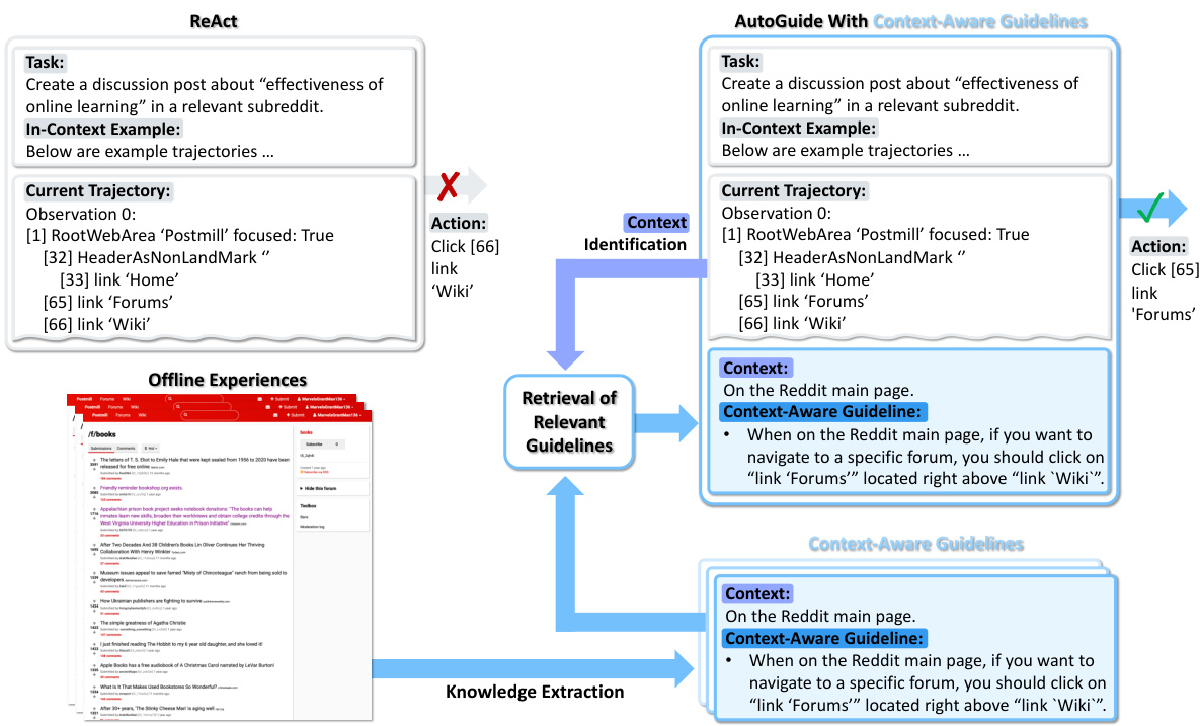 ReAct
Task:
Create a discussion post about “effectiveness of
online learning” in a relevant subreddit.
In-Context Example:
Below are example trajectories ...
Current Trajectory:
Observation 0:
[1] RootWebArea ‘Postmill’ focused: True
[32] HeaderAsNonLandMark ‘’
[33] link ‘Home’
[65] link ‘Forums’
[66] link ‘Wiki’
Action:
Click [66]
link
‘Wiki’
AutoGuide With Context-Aware Guidelines
Task:
Create a discussion post about “effectiveness of
online learning” in a relevant subreddit.
In-Context Example:
Below are example trajectories ...
Current Trajectory:
Observation 0:
[1] RootWebArea ‘Postmill’ focused: True
[32] HeaderAsNonLandMark ‘’
[33] link ‘Home’
[65] link ‘Forums’
[66] link ‘Wiki’
Context:
On the Reddit main page.
Context-Aware Guideline:
• When on the Reddit main page, if you want to
navigate to a specific forum, you should click on
“link ‘Forums’” located right above “link `Wiki`”.
Action:
Click [65]
link
'Forums’
Context
Identification
Retrieval of
Relevant
Guidelines
Offline Experiences
Postmill Forums Wiki
Submit MarvelsGrantMan136
/f/books
Submissions Comments Hot
The letters of T. S. Eliot to Emily Hale that were kept sealed from 1956 to 2020 have been
released for free online
Friendly reminder bookshop.org exists.
Appalachian prison book project seeks notebook donations: "The books can help
inmates learn new skills, broaden their worldviews and obtain college credits through the
West Virginia University Higher Education in Prison Initiative"
After Two Decades And 38 Children's Books Lim Oliver Continues Her Thriving
Collaboration With Henry Winkler
Museum issues appeal to save famed "Misty off Chincoteague" ranch from being sold to
developers
How Ukrainian publishers are fighting to survive
The simple greatness of Agatha Christie
I just finished reading The Hobbit to my 6 year old daughter, and she loved it!
Apple Books has a free audiobook of A Christmas Carol narrated by LeVar Burton!
What Is It That Makes Used Bookstores So Wonderful?
After 30+ years, 'The Stinky Cheese Man' is aging well
books
Subscribe
Hide this forum
Toolbox
Bans
Moderation log
Knowledge Extraction
Context-Aware Guidelines
Context:
On the Reddit main page.
Context-Aware Guideline:
• When on the Reddit main page, if you want to
navigate to a specific forum, you should click on
“link ‘Forums’” located right above “link `Wiki`”.